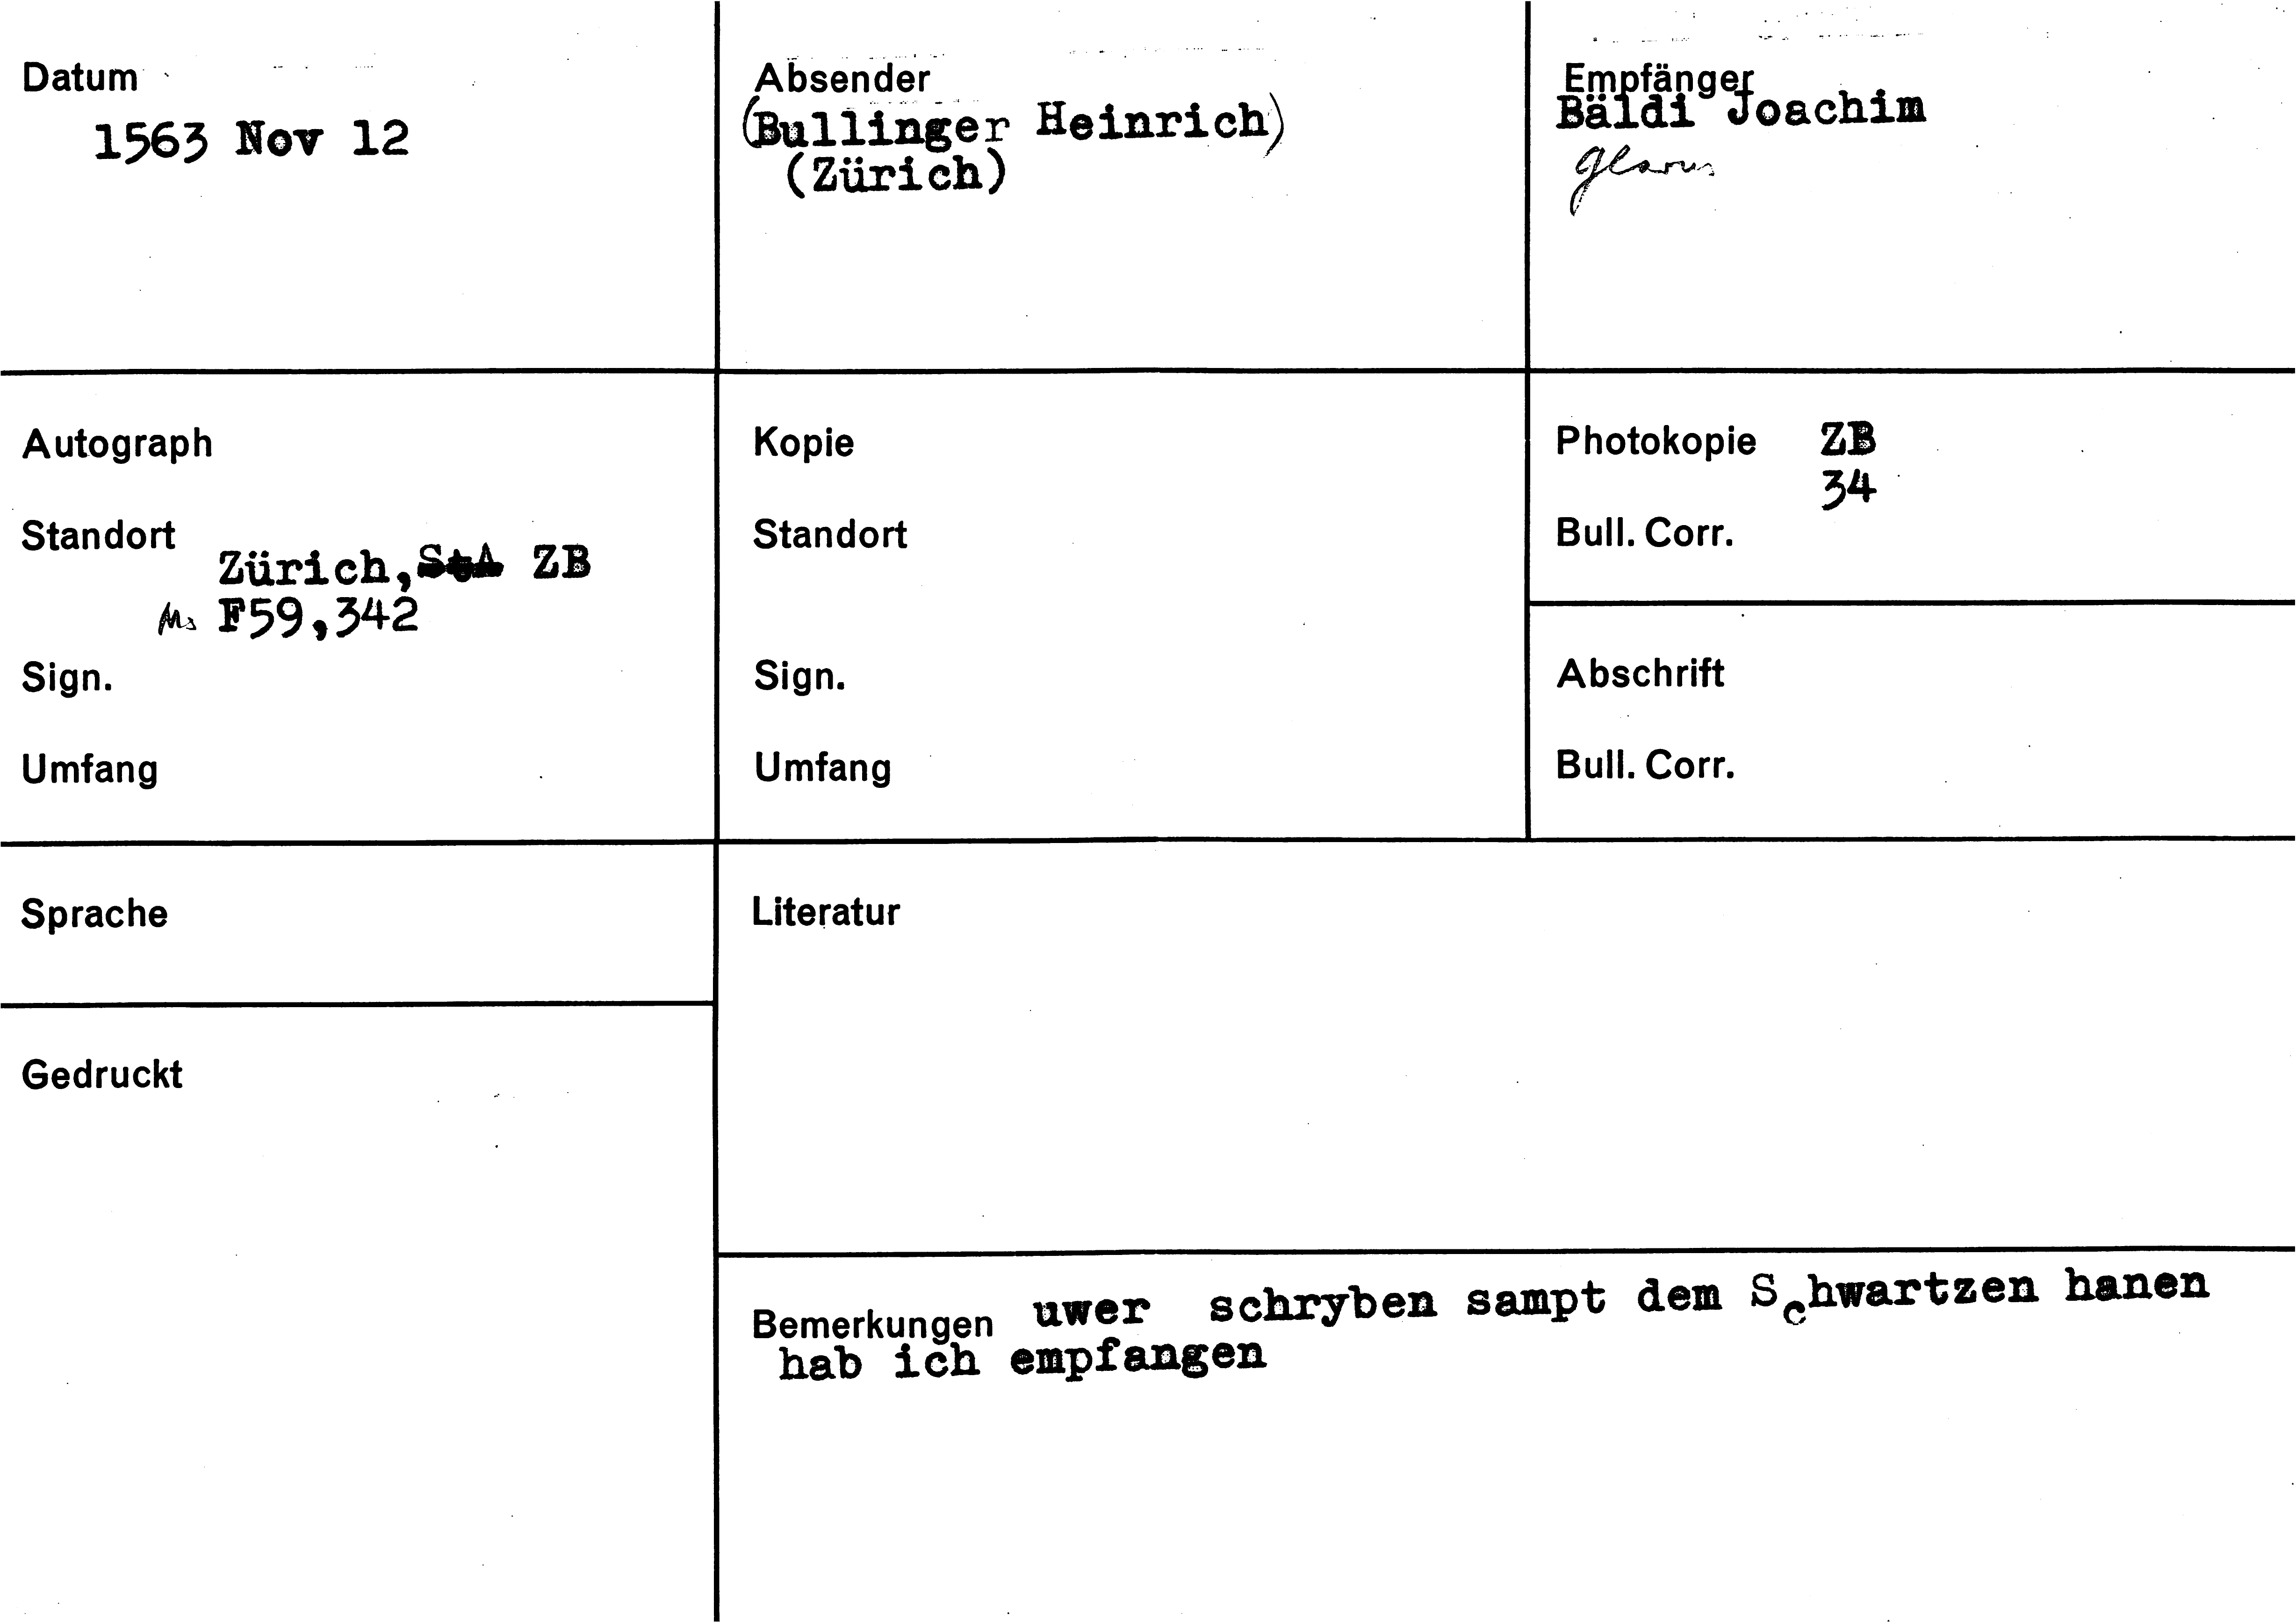 Datum
1563 Nov 12
Absender
(Bullinger Heinrich)
(Zürich)
Empfänger
Bäldi Joachim
Glarus
Autograph
Standort
Zürich, StA ZB
Ms F59,342
Sign.
Umfang
Kopie
Standort
Sign.
Umfang
Photokopie ZB
34
Bull. Corr.
Abschrift
Bull. Corr.
Sprache
Literatur
Gedruckt
Bemerkungen uwer schryben sampt dem Schwartzen hanen
hab ich empfangen